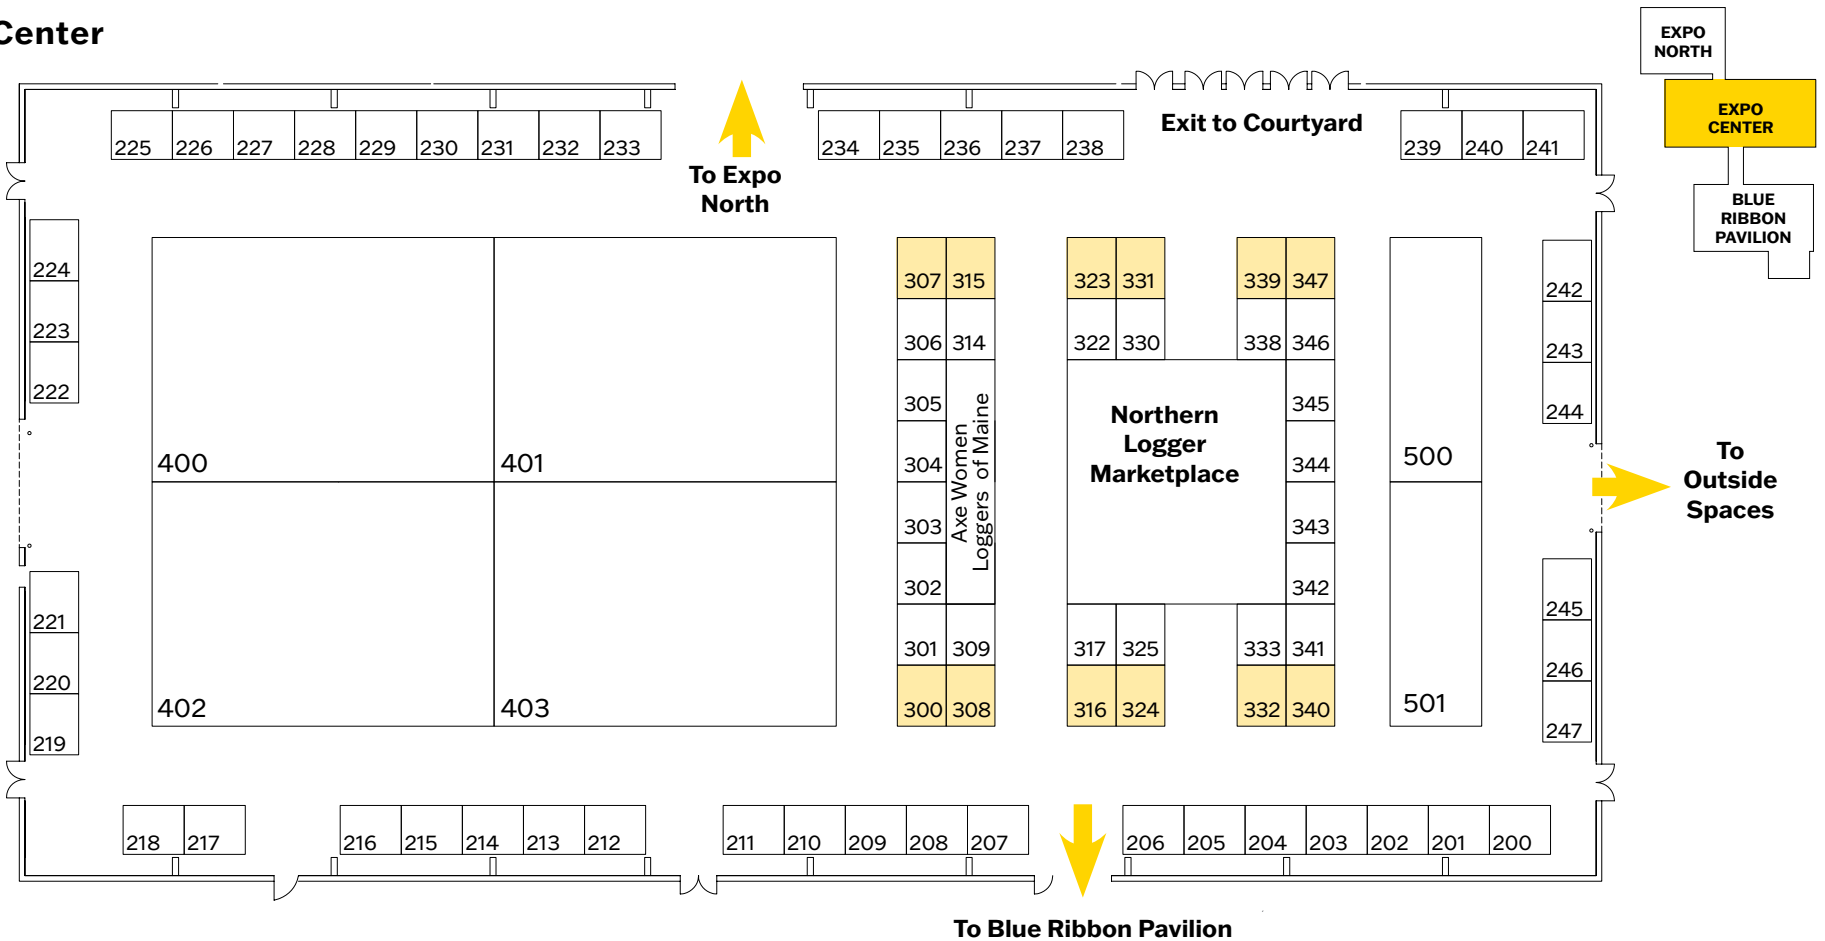 Center
EXPO
NORTH
EXPO
CENTER
BLUE
RIBBON
PAVILION
225 226 227 228 229 230 231 232 233
234 235 236 237 238
Exit to Courtyard
239 240 241
To Expo
North
224
223
222
221
220
219
400 401
402 403
307 315
306 314
305
304
303
302
301 309
300 308
Axe Women
Loggers of Maine
323 331
322 330
339 347
338 346
Northern
Logger
Marketplace
345
344
343
342
317 325
316 324
333 341
332 340
500
501
242
243
244
To
Outside
Spaces
245
246
247
218 217
216 215 214 213 212
211 210 209 208 207
206 205 204 203 202 201 200
To Blue Ribbon Pavilion